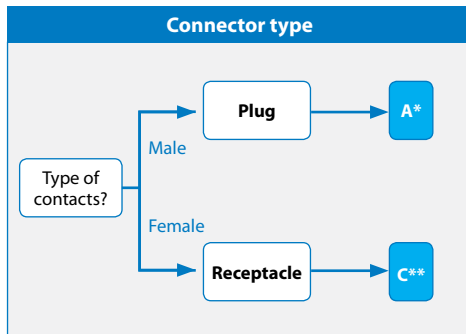 Connector type
Plug
A*
Male
Type of
contacts?
Female
Receptacle
C**